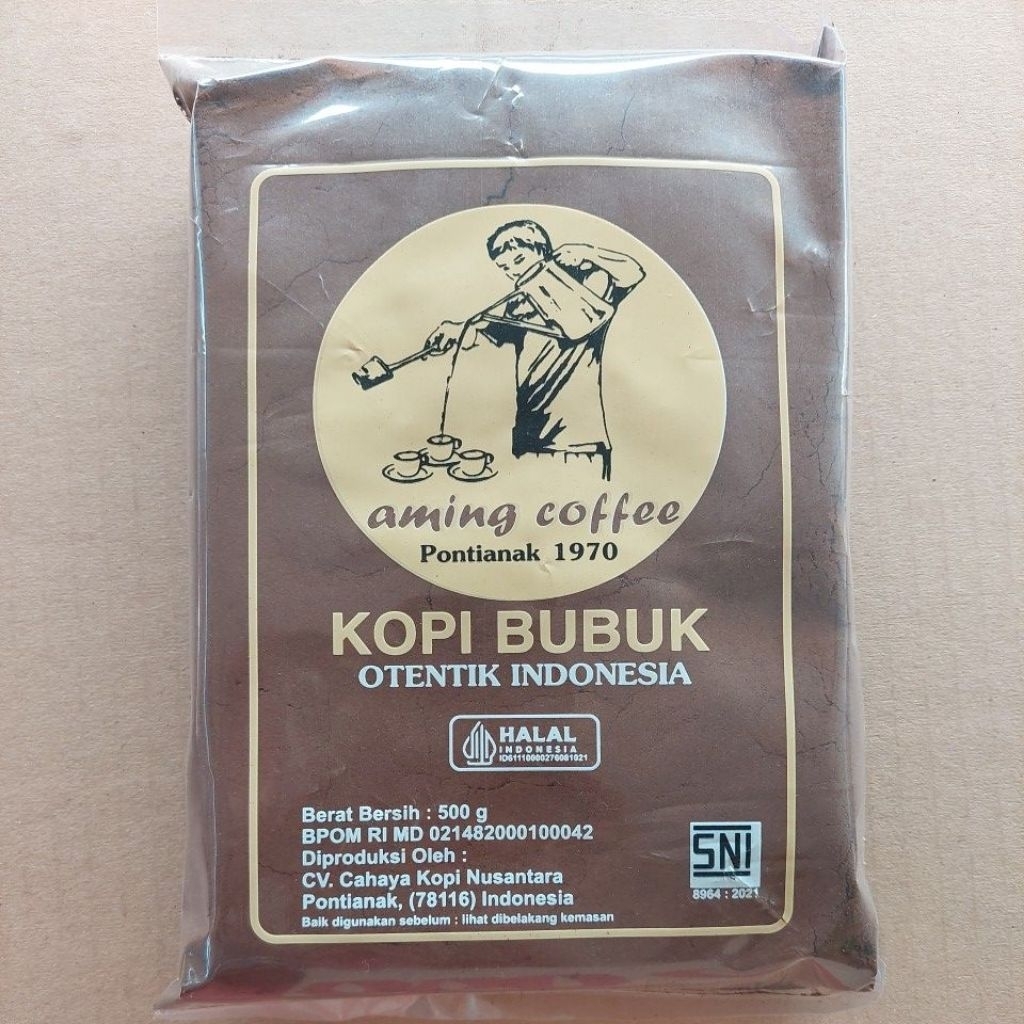 aming coffee
Pontianak 1970
KOPI BUBUK
OTENTIK INDONESIA
HALAL
INDONESIA
ID61110000276081021
Berat Bersih : 500 g
BPOM RI MD 021482000100042
Diproduksi Oleh :
CV. Cahaya Kopi Nusantara
Pontianak, (78116) Indonesia
Baik digunakan sebelum : lihat dibelakang kemasan
SNI
8964 : 2021